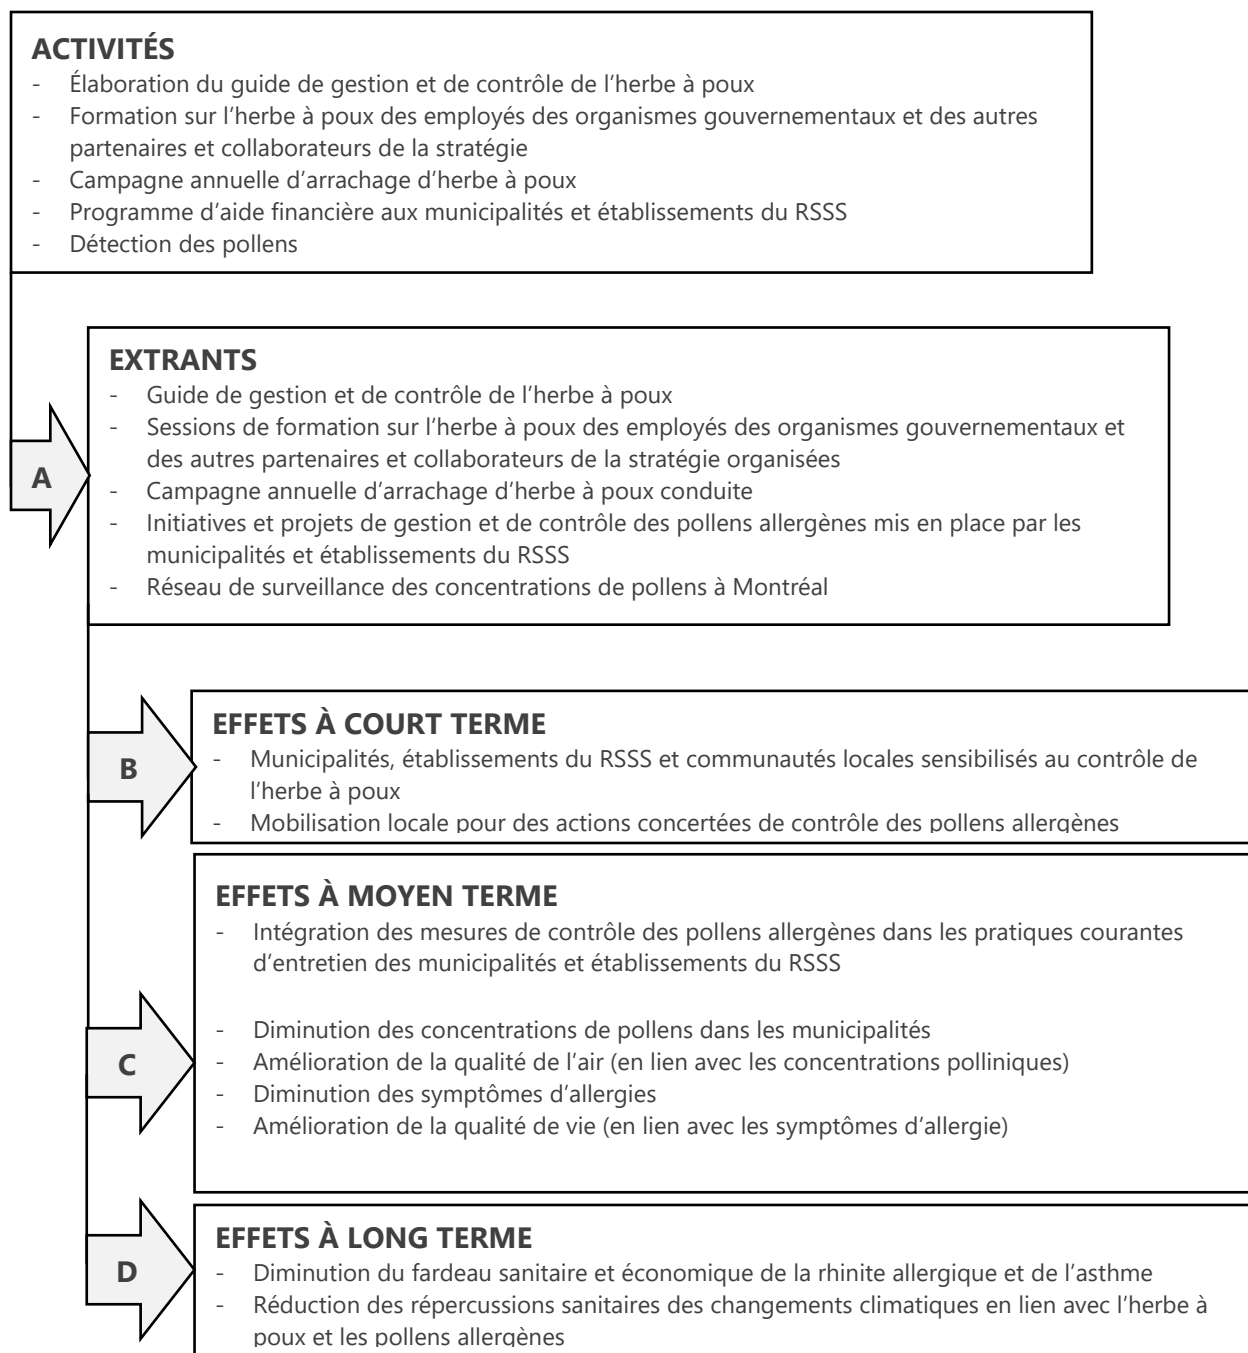 ACTIVITÉS
- Élaboration du guide de gestion et de contrôle de l'herbe à poux
- Formation sur l'herbe à poux des employés des organismes gouvernementaux et des autres
partenaires et collaborateurs de la stratégie
- Campagne annuelle d'arrachage d'herbe à poux
- Programme d'aide financière aux municipalités et établissements du RSSS
- Détection des pollens
A
EXTRANTS
- Guide de gestion et de contrôle de l'herbe à poux
- Sessions de formation sur l'herbe à poux des employés des organismes gouvernementaux et
des autres partenaires et collaborateurs de la stratégie organisées
- Campagne annuelle d'arrachage d'herbe à poux conduite
- Initiatives et projets de gestion et de contrôle des pollens allergènes mis en place par les
municipalités et établissements du RSSS
- Réseau de surveillance des concentrations de pollens à Montréal
B
EFFETS À COURT TERME
- Municipalités, établissements du RSSS et communautés locales sensibilisés au contrôle de
l'herbe à poux
- Mobilisation locale pour des actions concertées de contrôle des pollens allergènes
C
EFFETS À MOYEN TERME
- Intégration des mesures de contrôle des pollens allergènes dans les pratiques courantes
d'entretien des municipalités et établissements du RSSS
- Diminution des concentrations de pollens dans les municipalités
- Amélioration de la qualité de l'air (en lien avec les concentrations polliniques)
- Diminution des symptômes d'allergies
- Amélioration de la qualité de vie (en lien avec les symptômes d'allergie)
D
EFFETS À LONG TERME
- Diminution du fardeau sanitaire et économique de la rhinite allergique et de l'asthme
- Réduction des répercussions sanitaires des changements climatiques en lien avec l'herbe à
poux et les pollens allergènes